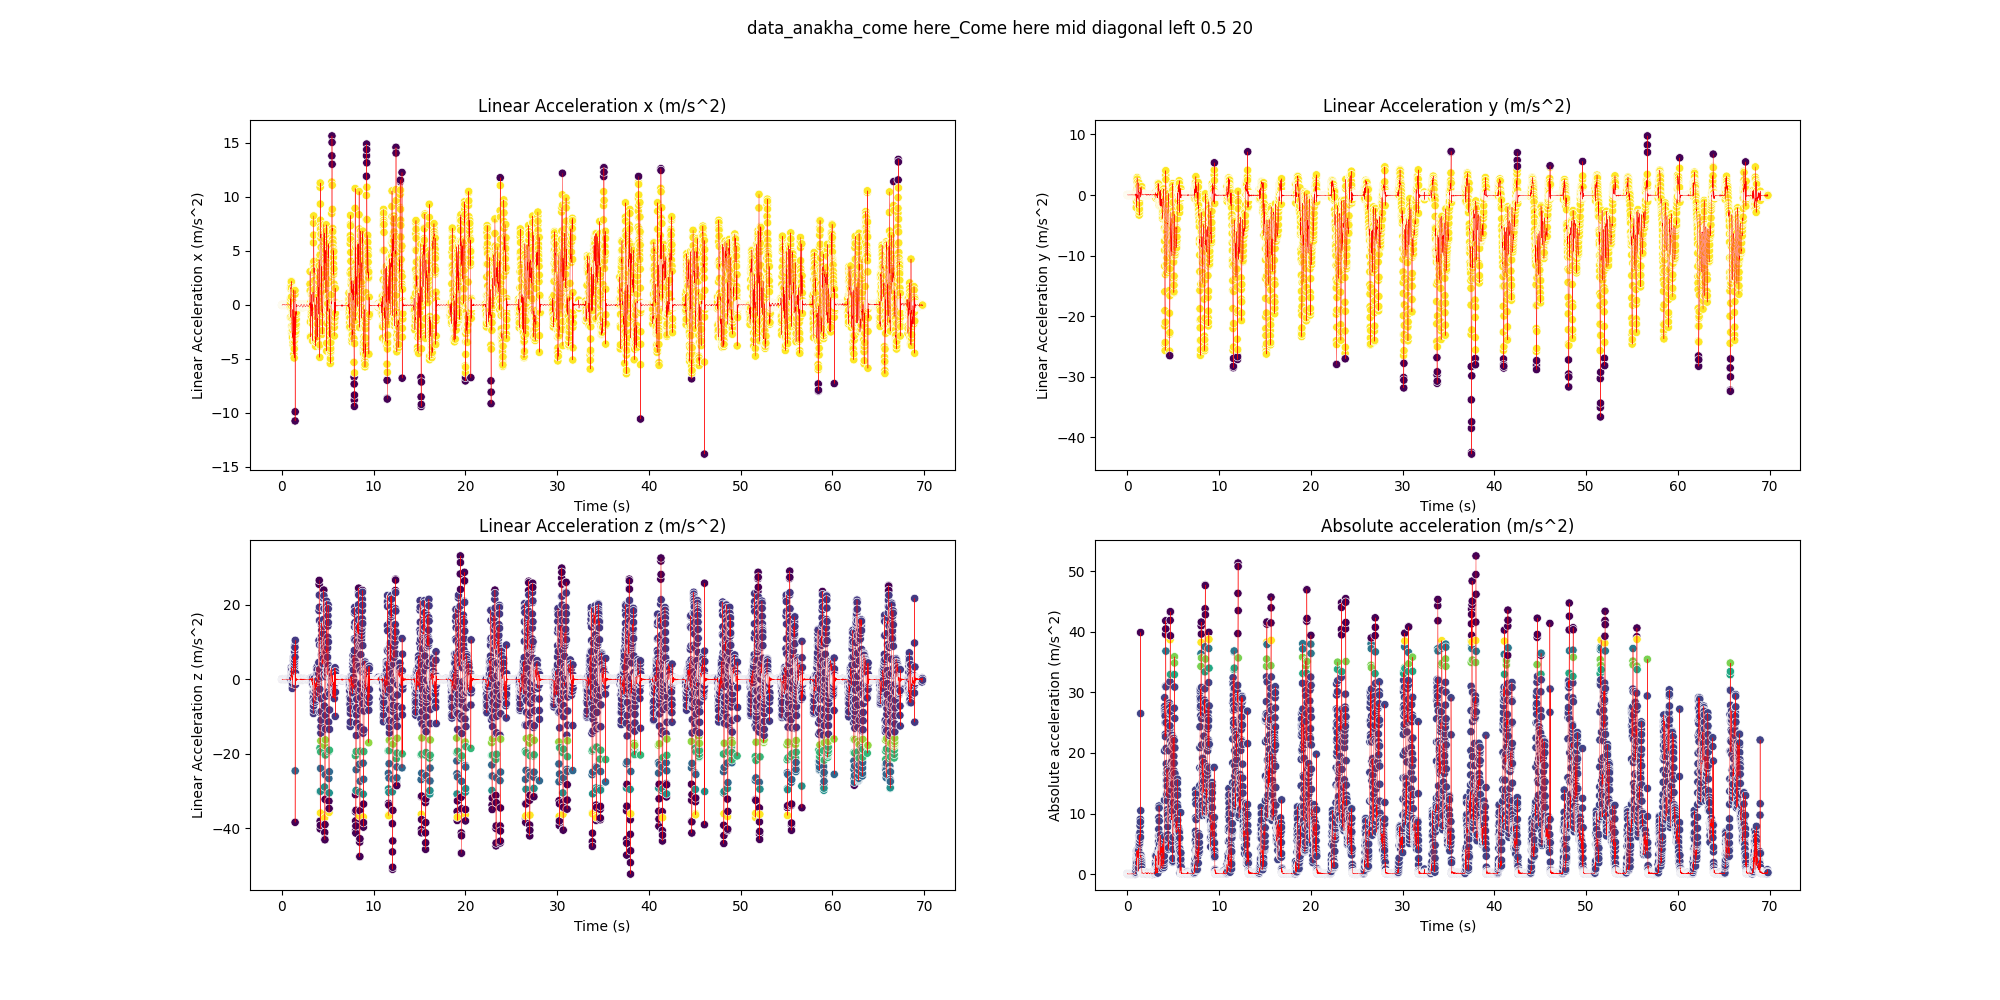 data_anakha_come here_Come here mid diagonal left 0.5 20
Linear Acceleration x (m/s^2)
Linear Acceleration x (m/s^2)
15
10
5
0
−5
−10
−15
0 10 20 30 40 50 60 70
Time (s)
Linear Acceleration y (m/s^2)
Linear Acceleration y (m/s^2)
10
0
−10
−20
−30
−40
0 10 20 30 40 50 60 70
Time (s)
Linear Acceleration z (m/s^2)
Linear Acceleration z (m/s^2)
20
0
−20
−40
0 10 20 30 40 50 60 70
Time (s)
Absolute acceleration (m/s^2)
Absolute acceleration (m/s^2)
50
40
30
20
10
0
0 10 20 30 40 50 60 70
Time (s)